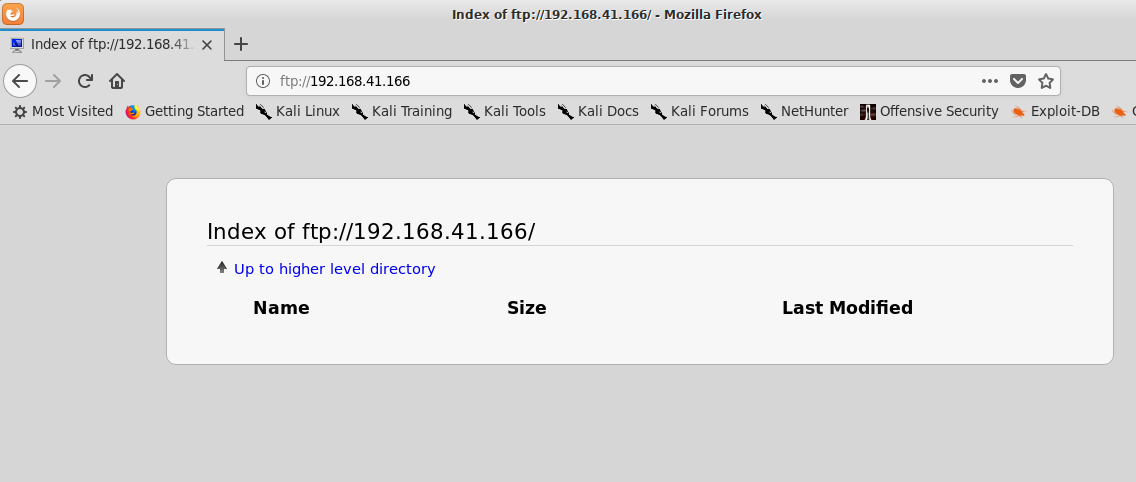 Index of ftp://192.168.41.166/ - Mozilla Firefox
Index of ftp://192.168.41.
ftp://192.168.41.166
Most Visited Getting Started Kali Linux Kali Training Kali Tools Kali Docs Kali Forums NetHunter Offensive Security Exploit-DB
Index of ftp://192.168.41.166/
Up to higher level directory
Name Size Last Modified